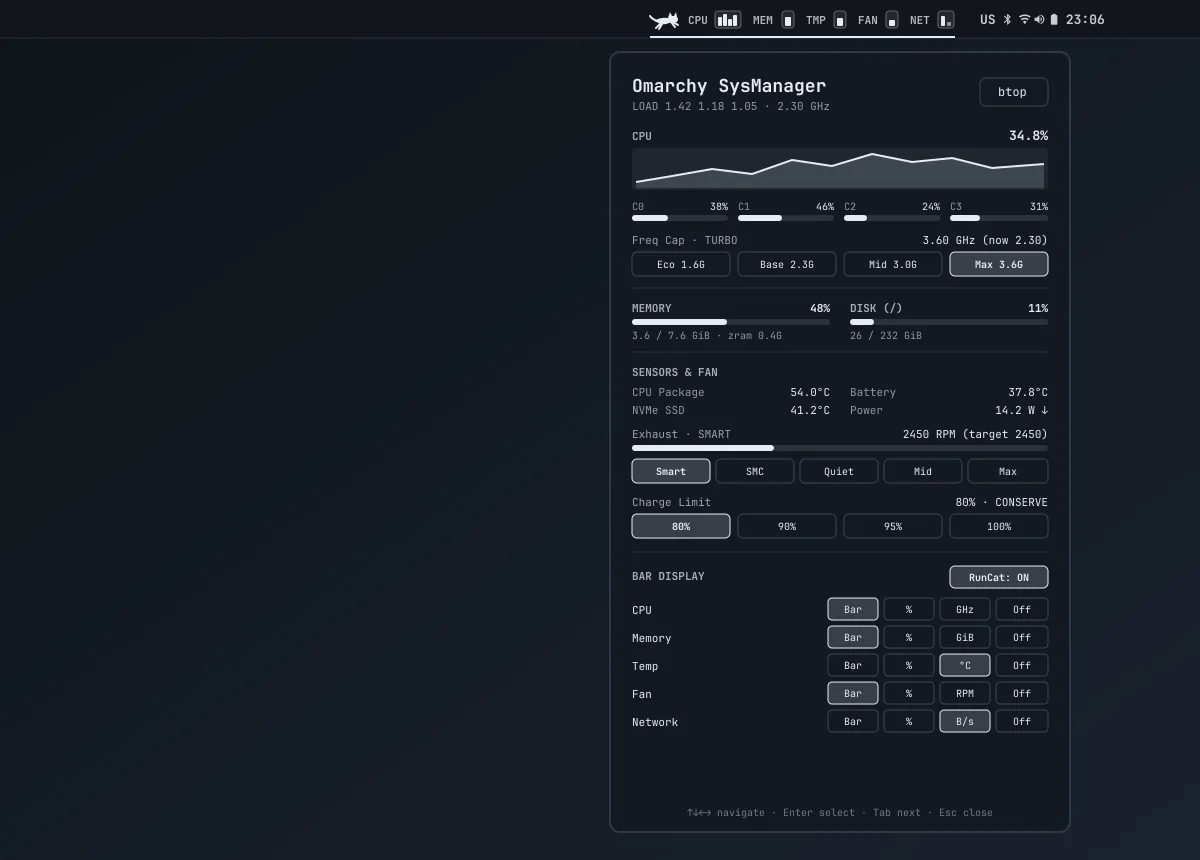 CPU MEM TMP FAN NET US 23:06
Omarchy SysManager
btop
LOAD 1.42 1.18 1.05 · 2.30 GHz
CPU 34.8%
C0 38% C1 46% C2 24% C3 31%
Freq Cap · TURBO 3.60 GHz (now 2.30)
Eco 1.6G Base 2.3G Mid 3.0G Max 3.6G
MEMORY 48% DISK (/) 11%
3.6 / 7.6 GiB · zram 0.4G 26 / 232 GiB
SENSORS & FAN
CPU Package 54.0°C Battery 37.8°C
NVMe SSD 41.2°C Power 14.2 W ↓
Exhaust · SMART 2450 RPM (target 2450)
Smart SMC Quiet Mid Max
Charge Limit 80% · CONSERVE
80% 90% 95% 100%
BAR DISPLAY RunCat: ON
CPU Bar % GHz Off
Memory Bar % GiB Off
Temp Bar % °C Off
Fan Bar % RPM Off
Network Bar % B/s Off
↑↓←→ navigate · Enter select · Tab next · Esc close